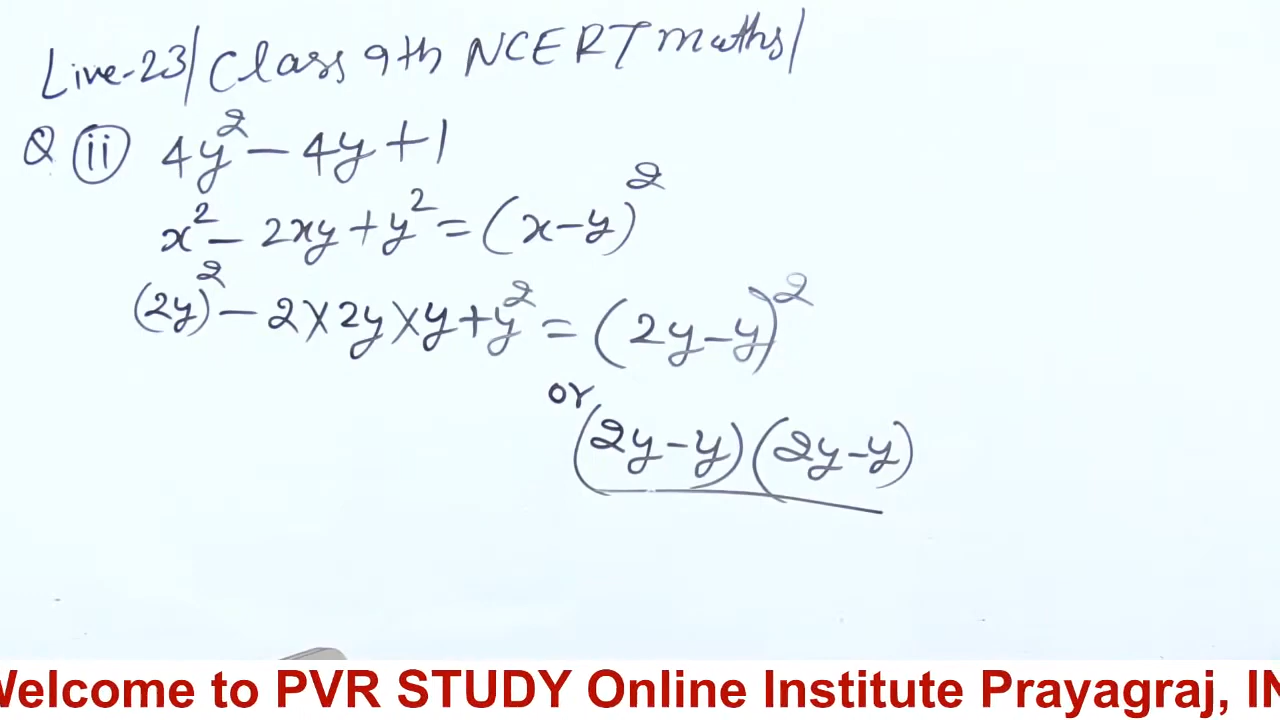 Live-23/Class 9th NCERT maths/
Q (ii) 4y² - 4y + 1
x² - 2xy + y² = (x-y)²
(2y)² - 2×2y×y+y² = (2y-y)²
or
(2y-y)(2y-y)
Welcome to PVR STUDY Online Institute Prayagraj, IN